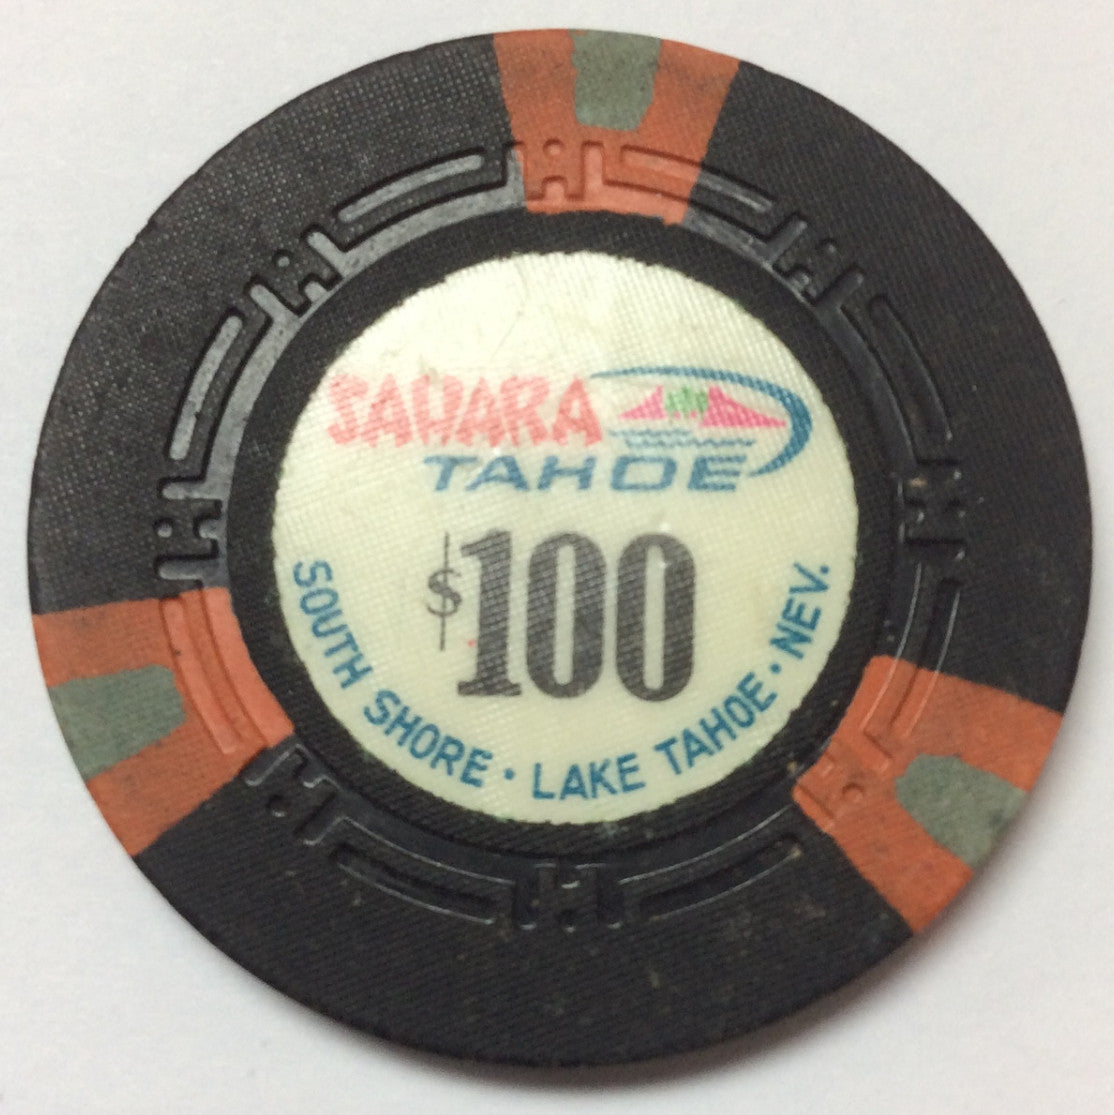 SAHARA
TAHOE
$100
SOUTH SHORE • LAKE TAHOE • NEV.